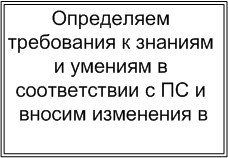 Определяем
требования к знаниям
и умениям в
соответствии с ПС и
вносим изменения в